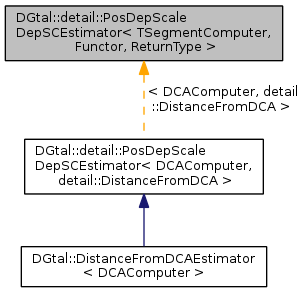 DGtal::detail::PosDepScale
DepSCEstimator< TSegmentComputer,
Functor, ReturnType >
< DCAComputer, detail
::DistanceFromDCA >
DGtal::detail::PosDepScale
DepSCEstimator< DCAComputer,
detail::DistanceFromDCA >
DGtal::DistanceFromDCAEstimator
< DCAComputer >